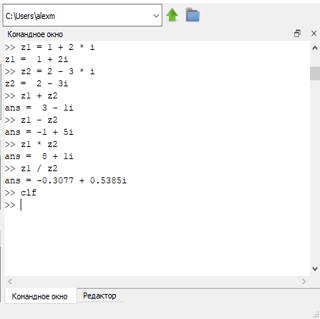 C:\Users\alexm
Командное окно
>> z1 = 1 + 2 * i
z1 =  1 + 2i
>> z2 = 2 - 3 * i
z2 =  2 - 3i
>> z1 + z2
ans =  3 - 1i
>> z1 - z2
ans = -1 + 5i
>> z1 * z2
ans =  8 + 1i
>> z1 / z2
ans = -0.3077 + 0.5385i
>> clf
>>
Командное окно Редактор